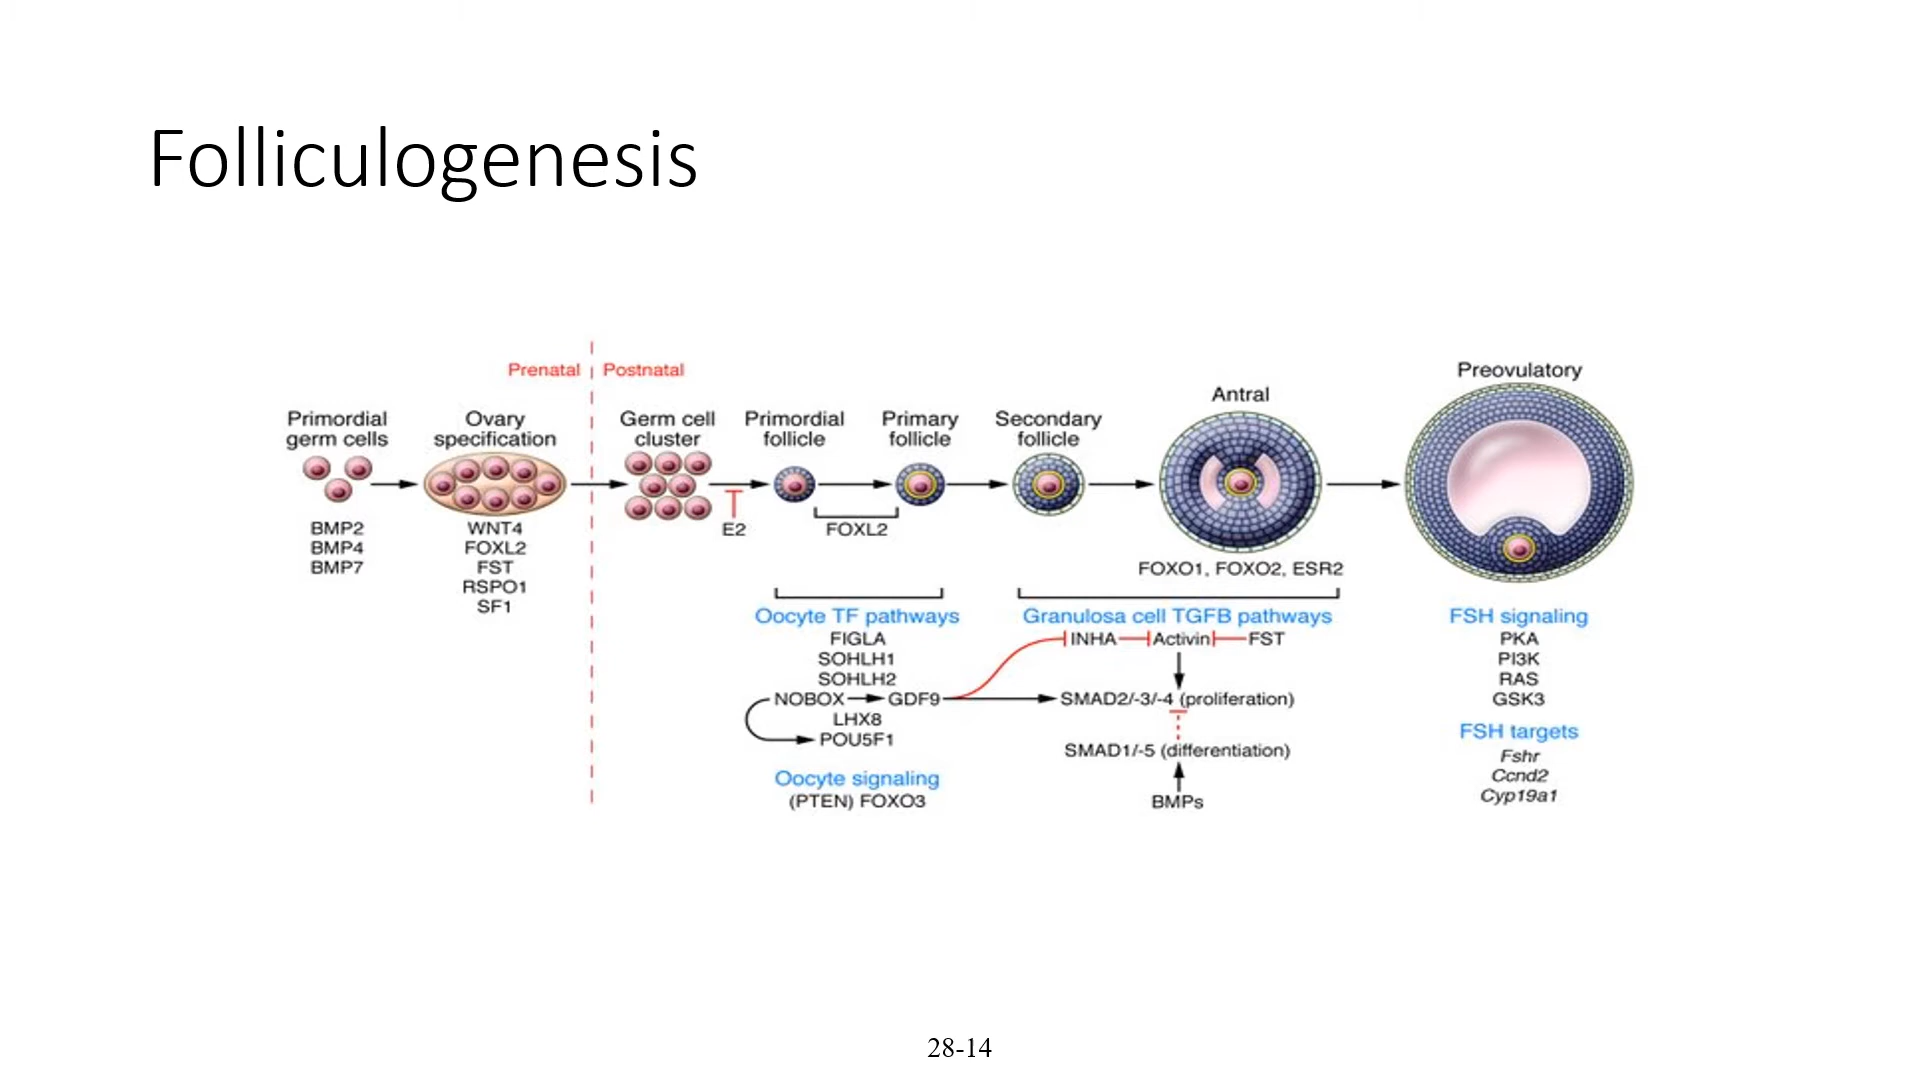 Folliculogenesis
Prenatal
Postnatal
Primordial
germ cells
BMP2
BMP4
BMP7
Ovary
specification
WNT4
FOXL2
FST
RSPO1
SF1
Germ cell
cluster
E2
Primordial
follicle
FOXL2
Primary
follicle
Secondary
follicle
Antral
FOXO1, FOXO2, ESR2
Preovulatory
Oocyte TF pathways
FIGLA
SOHLH1
SOHLH2
NOBOX GDF9
LHX8
POU5F1
Oocyte signaling
(PTEN) FOXO3
Granulosa cell TGFB pathways
INHA Activin FST
SMAD2/-3/-4 (proliferation)
SMAD1/-5 (differentiation)
BMPs
FSH signaling
PKA
PI3K
RAS
GSK3
FSH targets
Fshr
Ccnd2
Cyp19a1
28-14